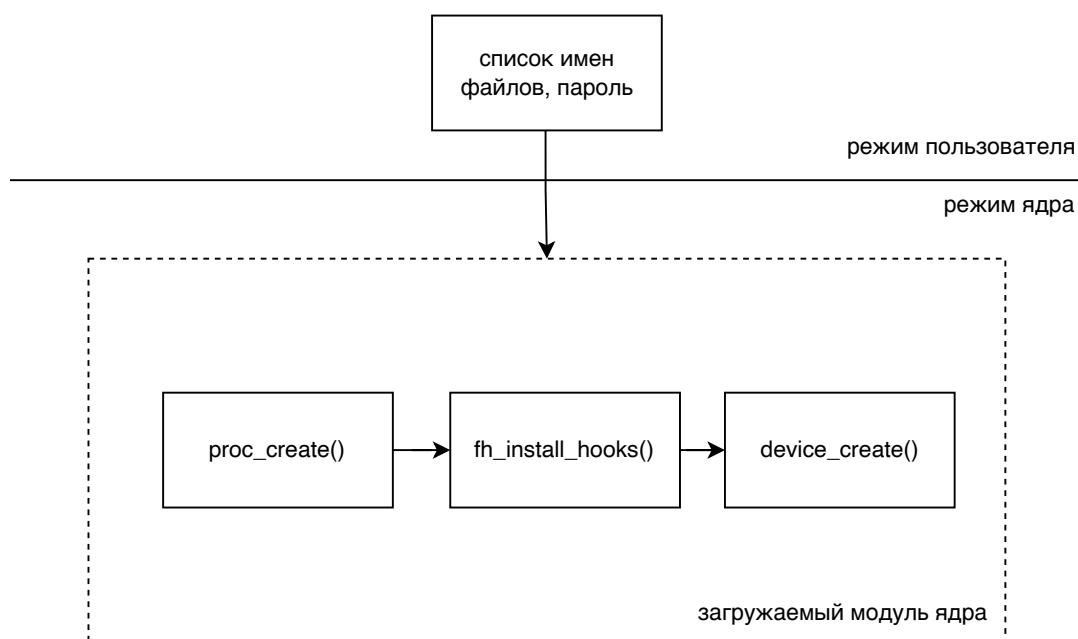 список имен
файлов, пароль
режим пользователя
режим ядра
proc_create()
fh_install_hooks()
device_create()
загружаемый модуль ядра